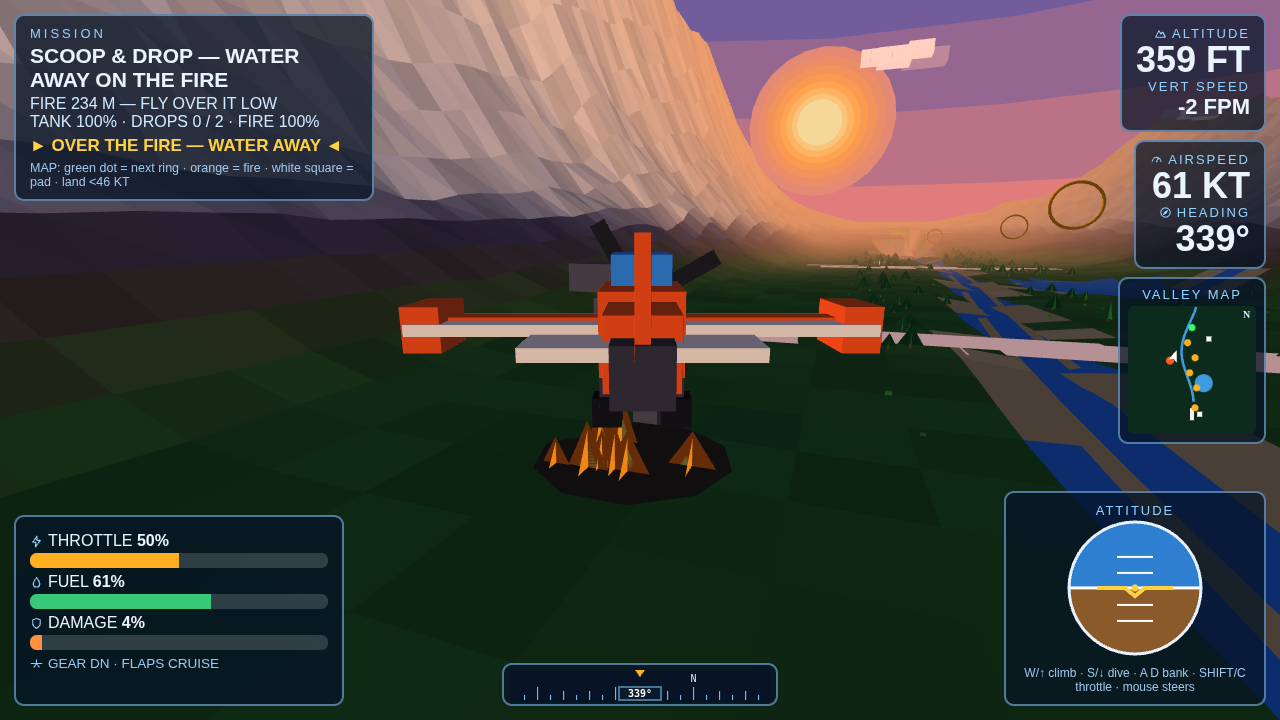 MISSION
SCOOP & DROP — WATER
AWAY ON THE FIRE
FIRE 234 M — FLY OVER IT LOW
TANK 100% · DROPS 0 / 2 · FIRE 100%
► OVER THE FIRE — WATER AWAY ◄
MAP: green dot = next ring · orange = fire · white square =
pad · land <46 KT
ALTITUDE
359 FT
VERT SPEED
-2 FPM
AIRSPEED
61 KT
HEADING
339°
VALLEY MAP
N
THROTTLE 50%
FUEL 61%
DAMAGE 4%
GEAR DN · FLAPS CRUISE
N
339°
ATTITUDE
W/↑ climb · S/↓ dive · A D bank · SHIFT/C
throttle · mouse steers